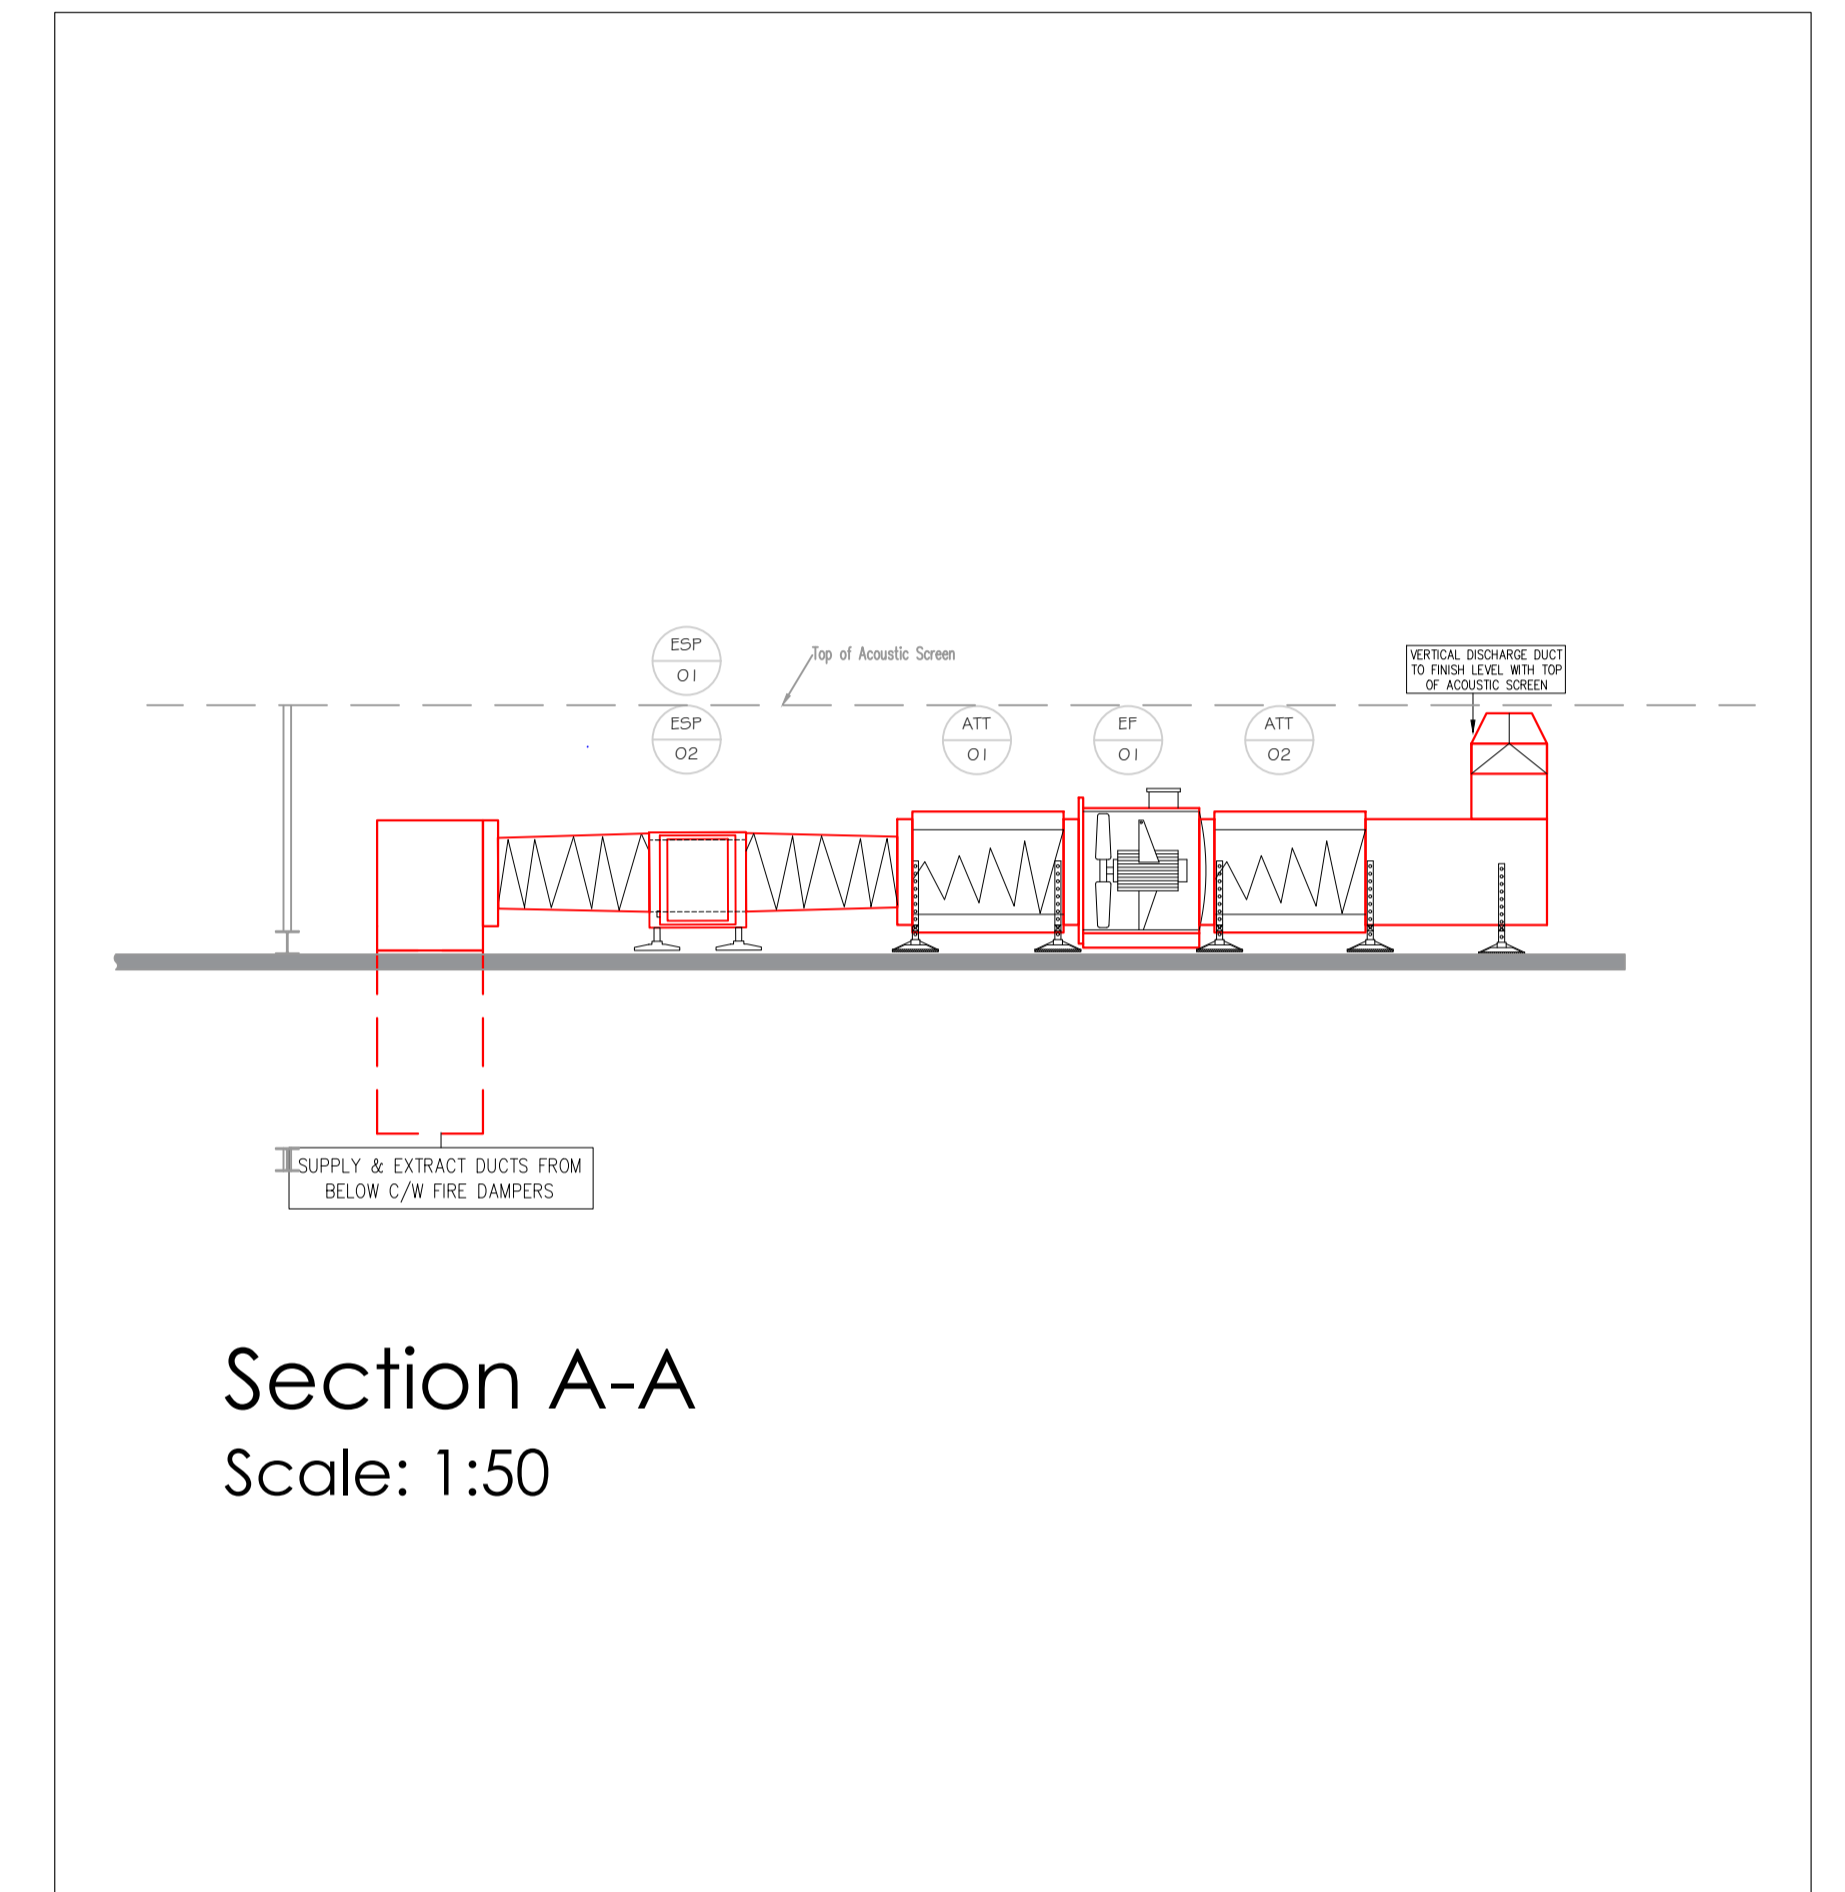 ESP
01
Top of Acoustic Screen
VERTICAL DISCHARGE DUCT
TO FINISH LEVEL WITH TOP
OF ACOUSTIC SCREEN
ESP
02
ATT
01
EF
01
ATT
02
SUPPLY & EXTRACT DUCTS FROM
BELOW C/W FIRE DAMPERS
Section A-A
Scale: 1:50